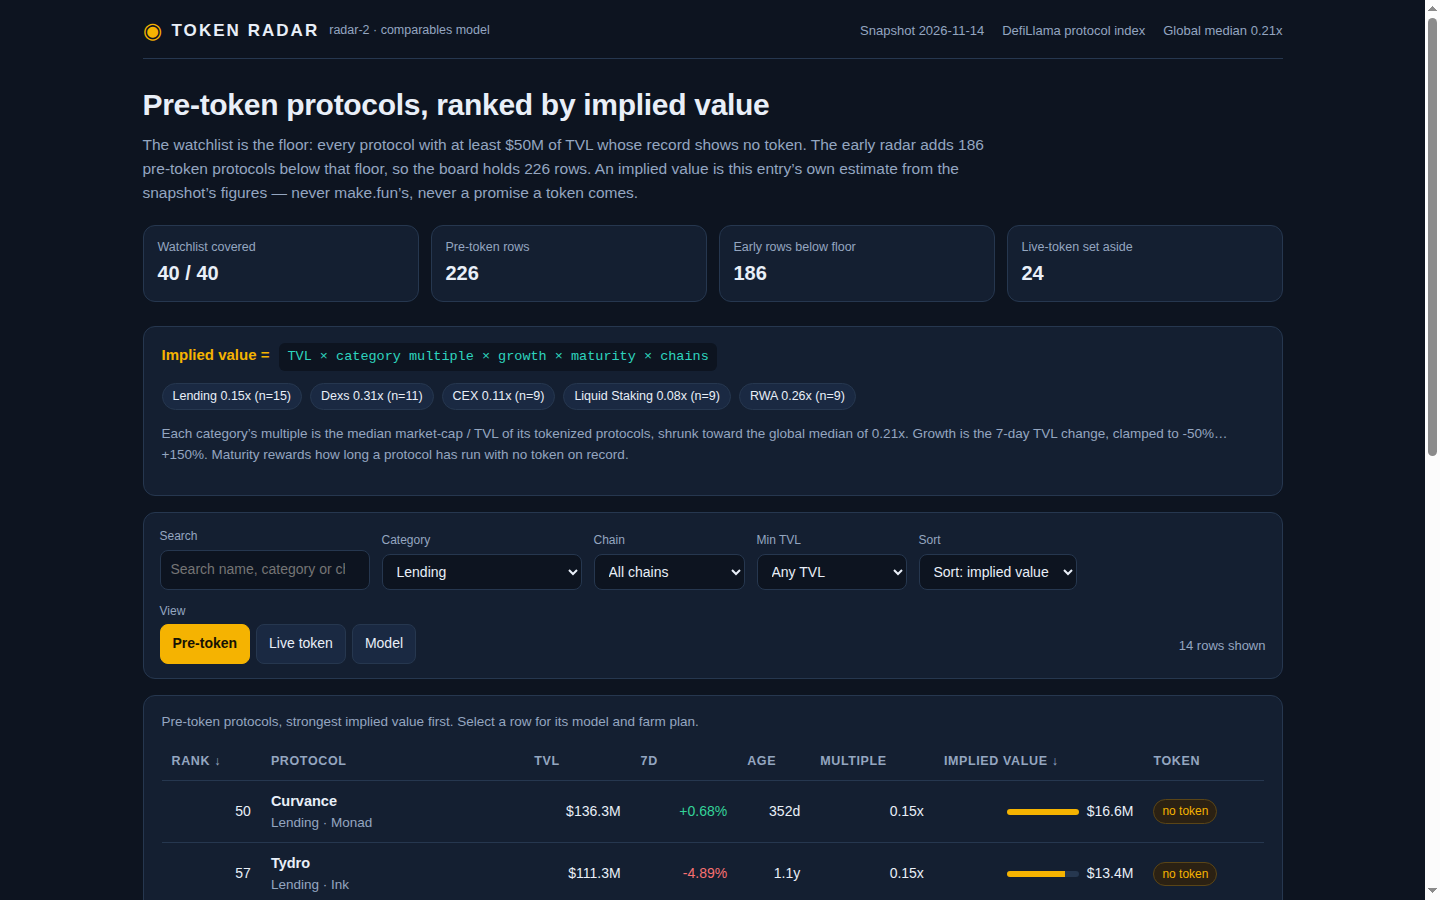 ◉ TOKEN RADAR radar-2 · comparables model Snapshot 2026-11-14 DefiLlama protocol index Global median 0.21x
Pre-token protocols, ranked by implied value
The watchlist is the floor: every protocol with at least $50M of TVL whose record shows no token. The early radar adds 186
pre-token protocols below that floor, so the board holds 226 rows. An implied value is this entry’s own estimate from the
snapshot’s figures — never make.fun’s, never a promise a token comes.
Watchlist covered Pre-token rows Early rows below floor Live-token set aside
40 / 40 226 186 24
Implied value = TVL × category multiple × growth × maturity × chains
Lending 0.15x (n=15) Dexs 0.31x (n=11) CEX 0.11x (n=9) Liquid Staking 0.08x (n=9) RWA 0.26x (n=9)
Each category’s multiple is the median market-cap / TVL of its tokenized protocols, shrunk toward the global median of 0.21x. Growth is the 7-day TVL change, clamped to -50%…
+150%. Maturity rewards how long a protocol has run with no token on record.
Search Category Chain Min TVL Sort
Search name, category or cl Lending All chains Any TVL Sort: implied value
View
Pre-token Live token Model 14 rows shown
Pre-token protocols, strongest implied value first. Select a row for its model and farm plan.
RANK ↓ PROTOCOL TVL 7D AGE MULTIPLE IMPLIED VALUE ↓ TOKEN
50 Curvance $136.3M +0.68% 352d 0.15x $16.6M no token
Lending · Monad
57 Tydro $111.3M -4.89% 1.1y 0.15x $13.4M no token
Lending · Ink